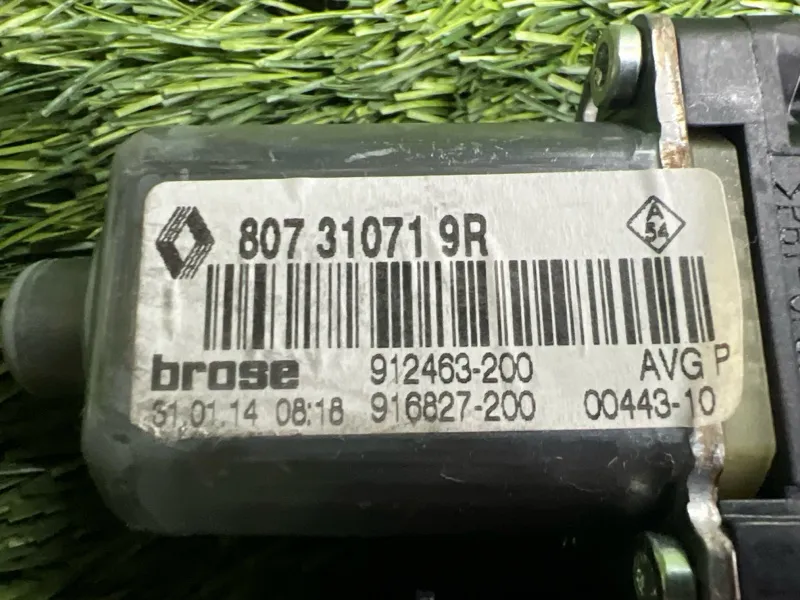 807 31071 9R
A
54
brose 912463-200 AVG P
31.01.14 08:18 916827-200 00443-10